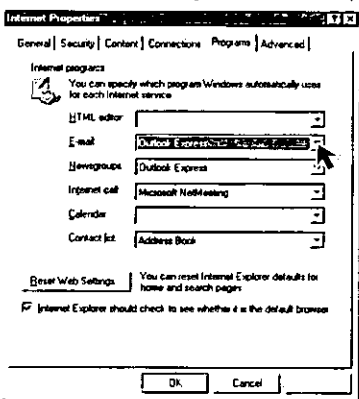 Internet Properties
General Security Content Connections Programs Advanced
Internet programs
You can specify which program Windows automatically uses
for each Internet service
HTML editor
E-mail Outlook Express
Newsgroups Outlook Express
Internet call Microsoft NetMeeting
Calendar
Contact list Address Book
Reset Web Settings You can reset Internet Explorer defaults for
home and search pages
Internet Explorer should check to see whether it is the default browser
OK Cancel